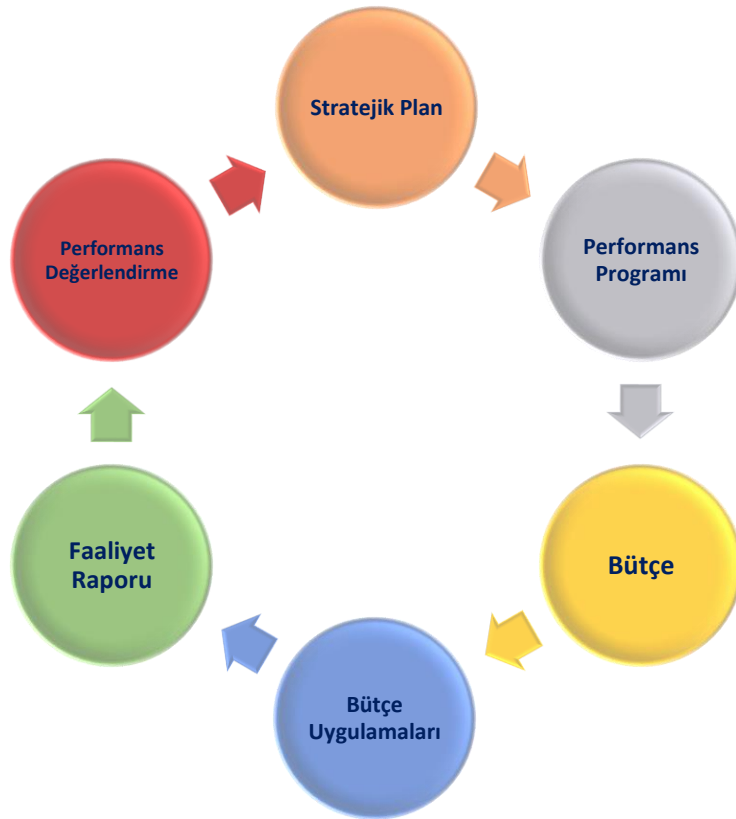 Stratejik Plan
Performans
Programı
Bütçe
Bütçe
Uygulamaları
Faaliyet
Raporu
Performans
Değerlendirme